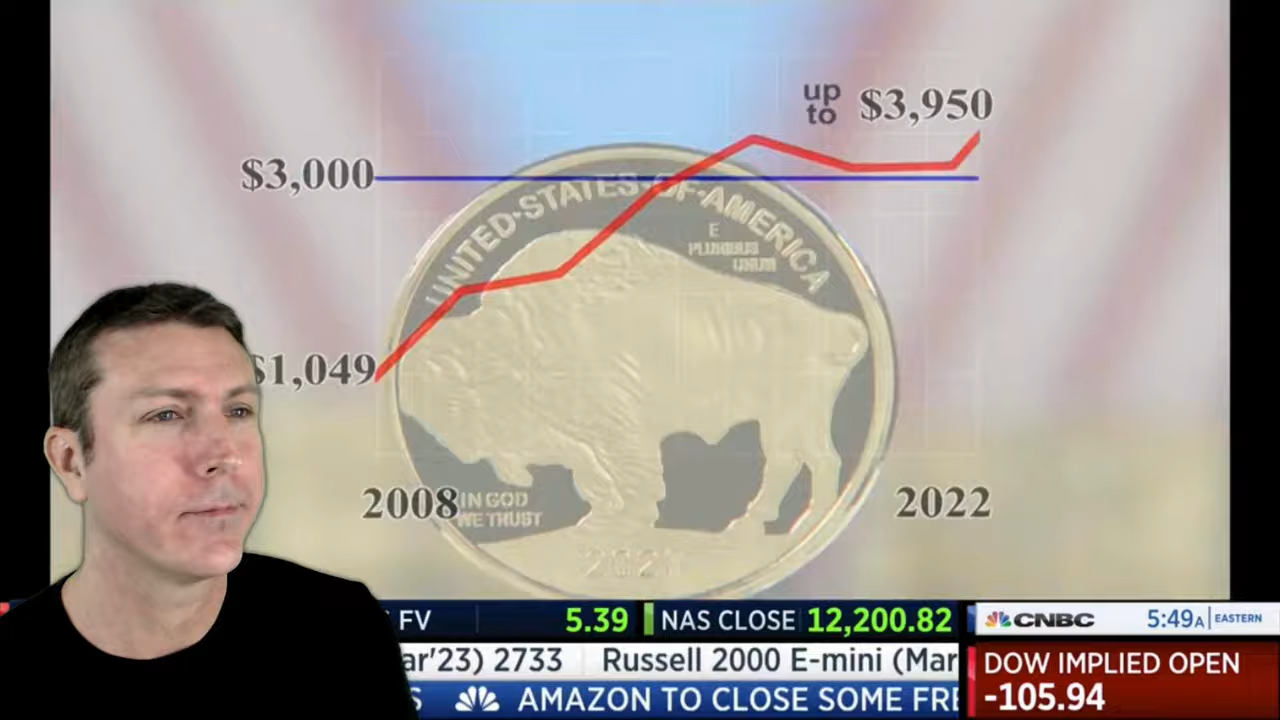 up
to $3,950
$3,000
UNITED·STATES·OF·AMERICA
E
PLURIBUS
UNUM
$1,049
2008
IN GOD
WE TRUST
2022
FV 5.39 NAS CLOSE 12,200.82
CNBC 5:49A EASTERN
ar'23) 2733 Russell 2000 E-mini (Mar
DOW IMPLIED OPEN
-105.94
S AMAZON TO CLOSE SOME FRE